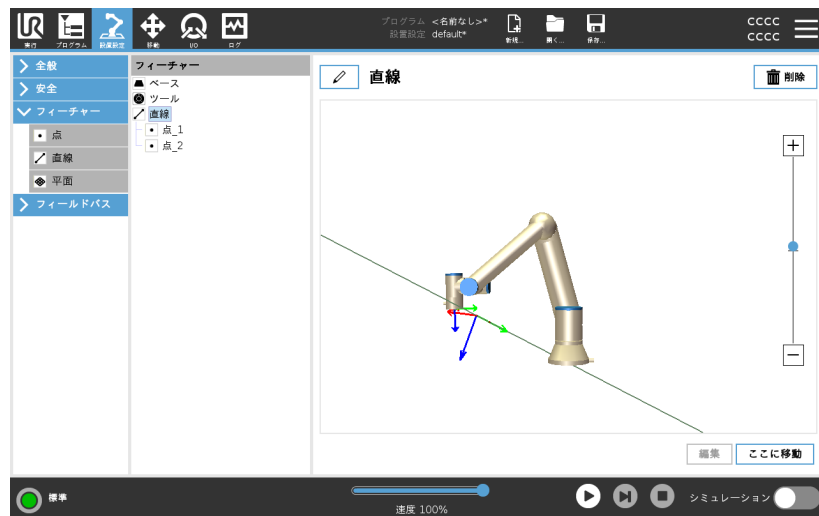 UR
実行
プログラム
設置設定
移動
I/O
ログ
プログラム <名前なし>*
設置設定 default*
新規...
開く...
保存...
cccc
cccc
全般
安全
フィーチャー
点
直線
平面
フィールドバス
フィーチャー
ベース
ツール
直線
点_1
点_2
直線
削除
編集
ここに移動
標準
速度 100%
シミュレーション